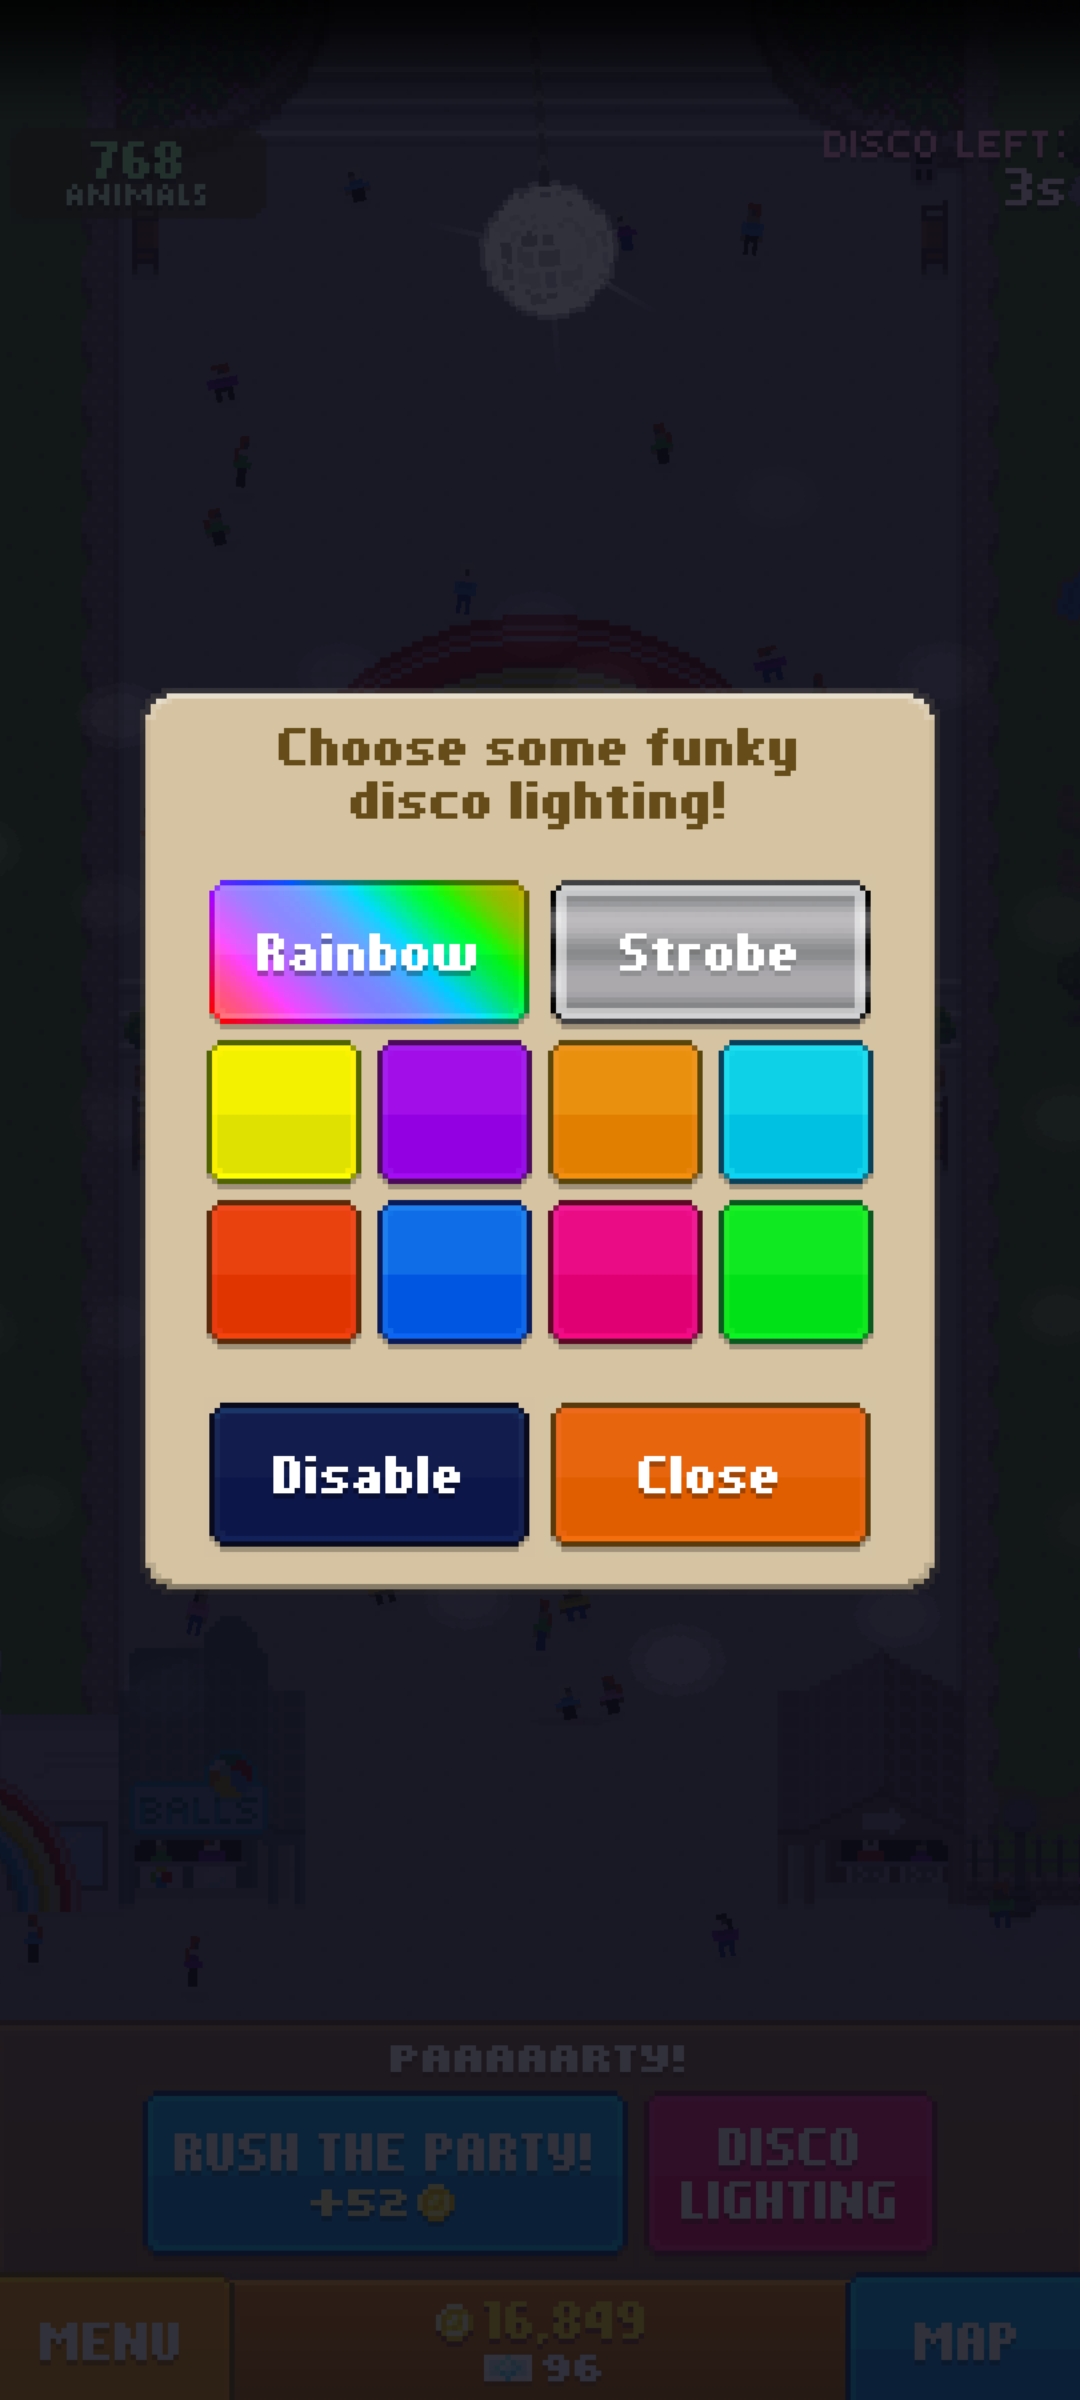 768
ANIMALS
DISCO LEFT:
3s
Choose some funky
disco lighting!
Rainbow
Strobe
Disable
Close
BALLS
PAAAAAARTY!
RUSH THE PARTY!
+52
DISCO
LIGHTING
MENU
16,849
96
MAP